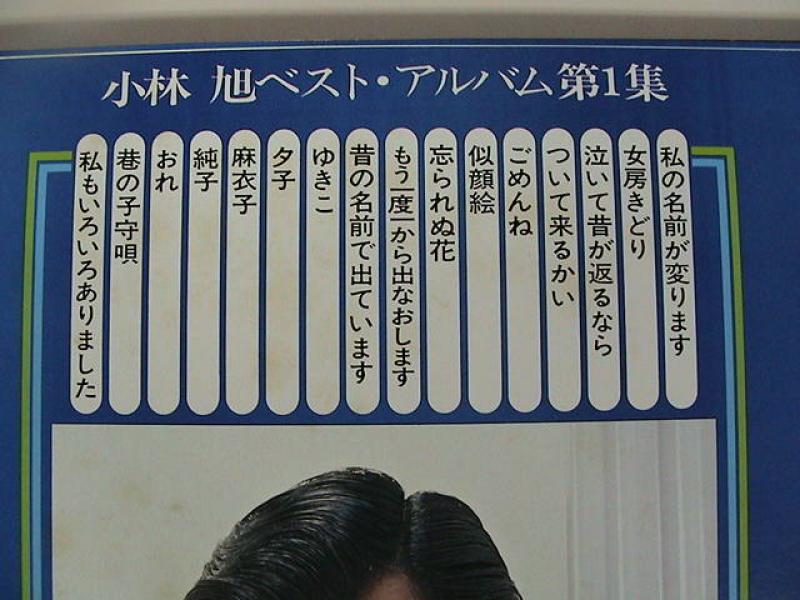 小林 旭ベスト・アルバム第1集
私の名前が変ります
女房きどり
泣いて昔が返るなら
ついて来るかい
ごめんね
似顔絵
忘られぬ花
もう一度一から出なおします
昔の名前で出ています
ゆきこ
夕子
麻衣子
純子
おれ
巷の子守唄
私もいろいろありました